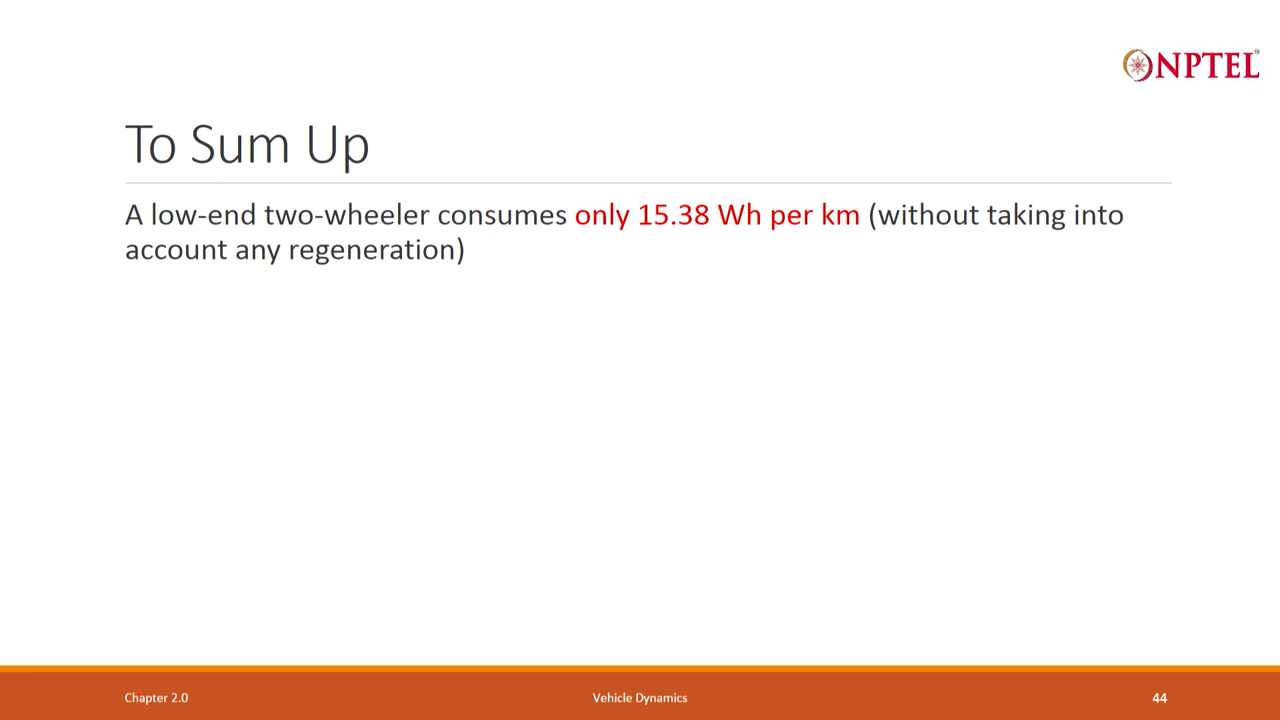 NPTEL
To Sum Up
A low-end two-wheeler consumes only 15.38 Wh per km (without taking into
account any regeneration)
Chapter 2.0
Vehicle Dynamics
44